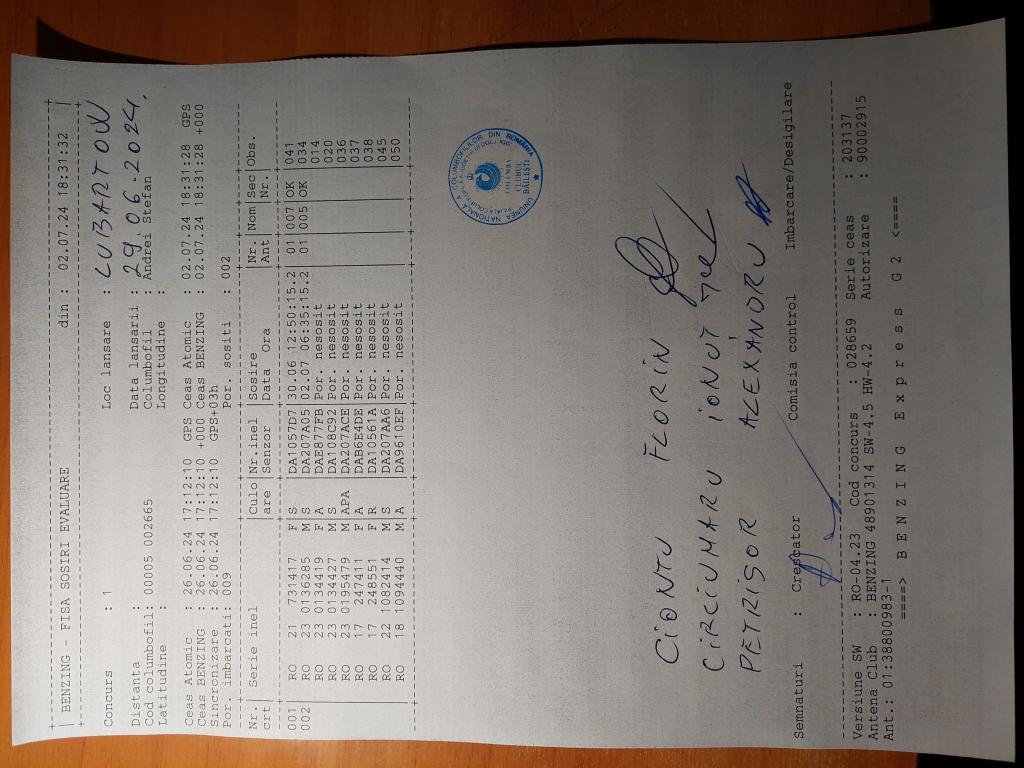 BENZING - FISA SOSIRI EVALUARE din : 02.07.24 18:31:32
Concurs : 1 Loc lansare : LUBARTOW
Distanta : Data lansarii : 29.06.2024.
Cod columbofil: 00005 002665 Columbofil : Andrei Stefan
Latitudine : Longitudine :
Ceas Atomic : 26.06.24 17:12:10 GPS Ceas Atomic : 02.07.24 18:31:28 GPS
Ceas BENZING : 26.06.24 17:12:10 +000 Ceas BENZING : 02.07.24 18:31:28 +000
Sincronizare : 26.06.24 17:12:10 GPS+03h
Por. imbarcati: 009 Por. sositi : 002
Nr. | Serie inel | Culo | Nr.inel | Sosire | Nr. | Nom | Sec | Obs.
crt | | are | Senzor | Data Ora | Ant | | Nr. |
001 | RO 21 7314417 F | S | DA1057D7 | 30.06 12:50:15.2 | 01 | 007 | OK | 041
002 | RO 23 0136285 M | S | DA207A05 | 02.07 06:35:15.2 | 01 | 005 | OK | 034
RO 23 0134419 F | A | DAE877FB | Por. nesosit | 014
RO 23 0134427 M | S | DA108C92 | Por. nesosit | 020
RO 23 0195479 M | APA | DA207ACE | Por. nesosit | 036
RO 17 247411 F | A | DAB6E4DE | Por. nesosit | 037
RO 17 248551 F | R | DA10561A | Por. nesosit | 038
RO 22 1082414 M | S | DA207AA6 | Por. nesosit | 045
RO 18 1094440 M | A | DA9610EF | Por. nesosit | 050
UNIUNEA NATIONALA A COLUMBOFILILOR DIN ROMÂNIA
COLUMBA
CLUBUL
BĂILEȘTI
CIONTU FLORIN
CIRCIUMARU IONUT
PETRISOR ALEXANDRU
Semnaturi : Crescator Comisia control Imbarcare/Desigilare
Versiune SW : RO-04.23 Cod concurs : 028659 Serie ceas : 203137
Antena Club : BENZING 48901314 SW-4.5 HW-4.2 Autorizare : 90002915
Ant.: 01:38800983-1
====> B E N Z I N G E x p r e s s G 2 <====